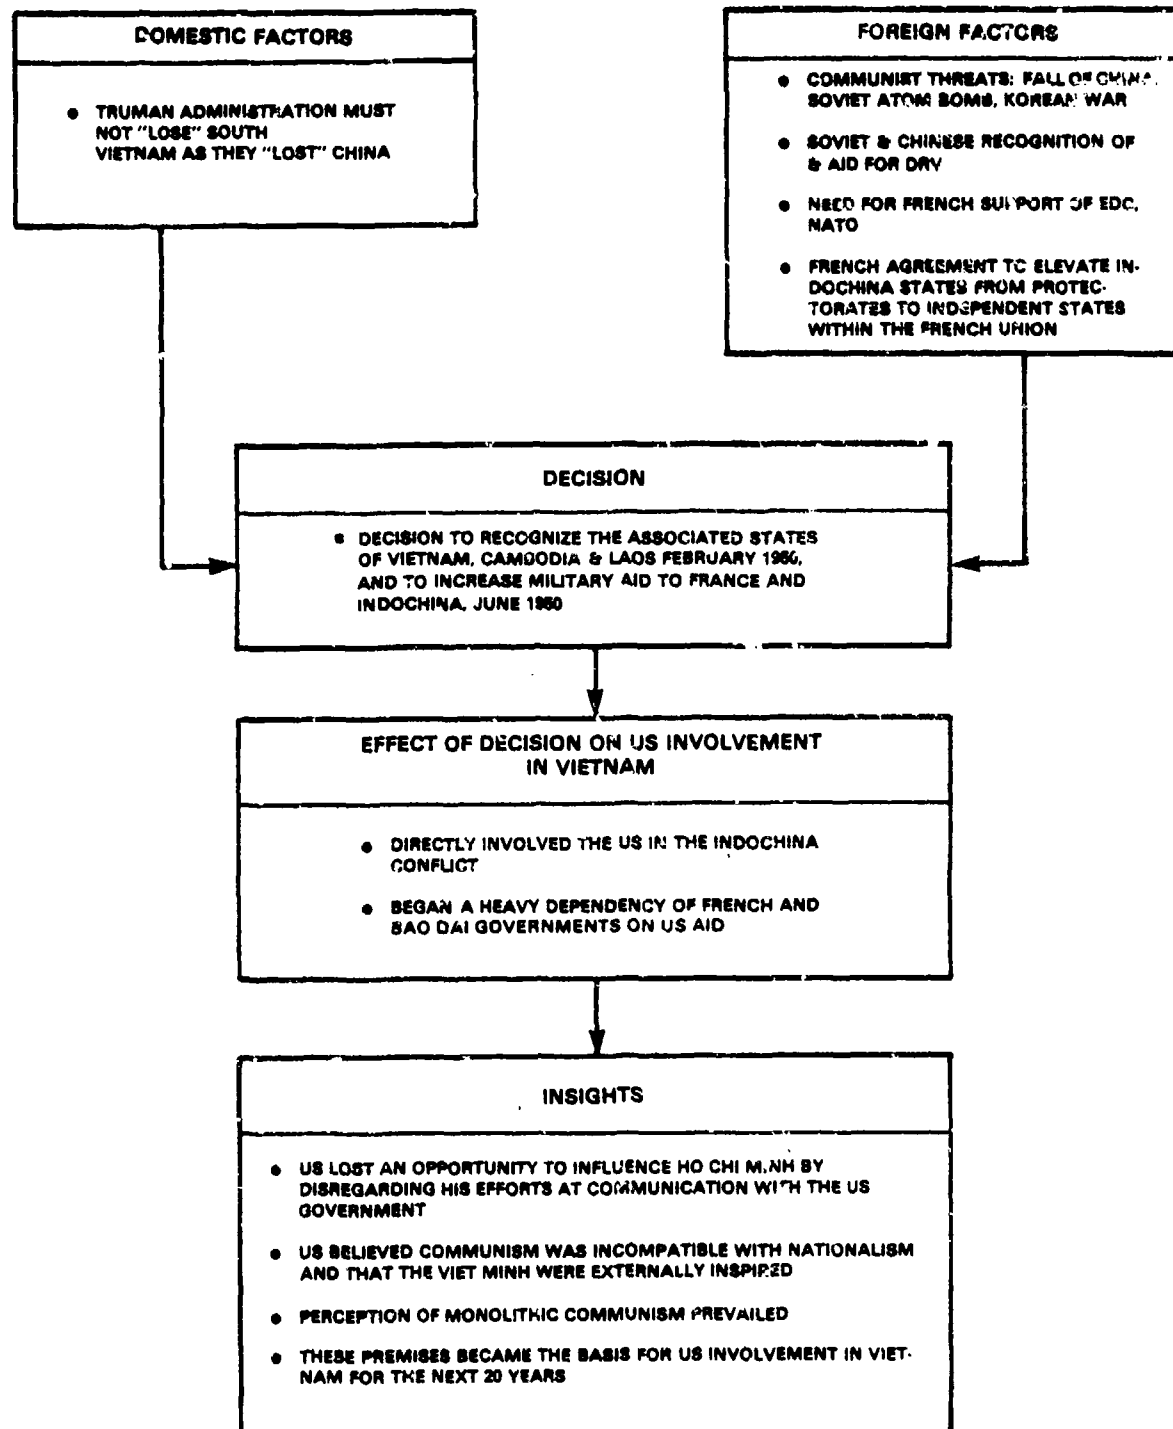 DOMESTIC FACTORS
• TRUMAN ADMINISTRATION MUST
NOT "LOSE" SOUTH
VIETNAM AS THEY "LOST" CHINA
FOREIGN FACTORS
• COMMUNIST THREATS: FALL OF CHINA,
SOVIET ATOM BOMB, KOREAN WAR
• SOVIET & CHINESE RECOGNITION OF
& AID FOR DRV
• NEED FOR FRENCH SUPPORT OF EDC,
NATO
• FRENCH AGREEMENT TO ELEVATE IN-
DOCHINA STATES FROM PROTEC-
TORATES TO INDEPENDENT STATES
WITHIN THE FRENCH UNION
DECISION
• DECISION TO RECOGNIZE THE ASSOCIATED STATES
OF VIETNAM, CAMBODIA & LAOS FEBRUARY 1950,
AND TO INCREASE MILITARY AID TO FRANCE AND
INDOCHINA, JUNE 1950
EFFECT OF DECISION ON US INVOLVEMENT
IN VIETNAM
• DIRECTLY INVOLVED THE US IN THE INDOCHINA
CONFLICT
• BEGAN A HEAVY DEPENDENCY OF FRENCH AND
BAO DAI GOVERNMENTS ON US AID
INSIGHTS
• US LOST AN OPPORTUNITY TO INFLUENCE HO CHI MINH BY
DISREGARDING HIS EFFORTS AT COMMUNICATION WITH THE US
GOVERNMENT
• US BELIEVED COMMUNISM WAS INCOMPATIBLE WITH NATIONALISM
AND THAT THE VIET MINH WERE EXTERNALLY INSPIRED
• PERCEPTION OF MONOLITHIC COMMUNISM PREVAILED
• THESE PREMISES BECAME THE BASIS FOR US INVOLVEMENT IN VIET-
NAM FOR THE NEXT 20 YEARS